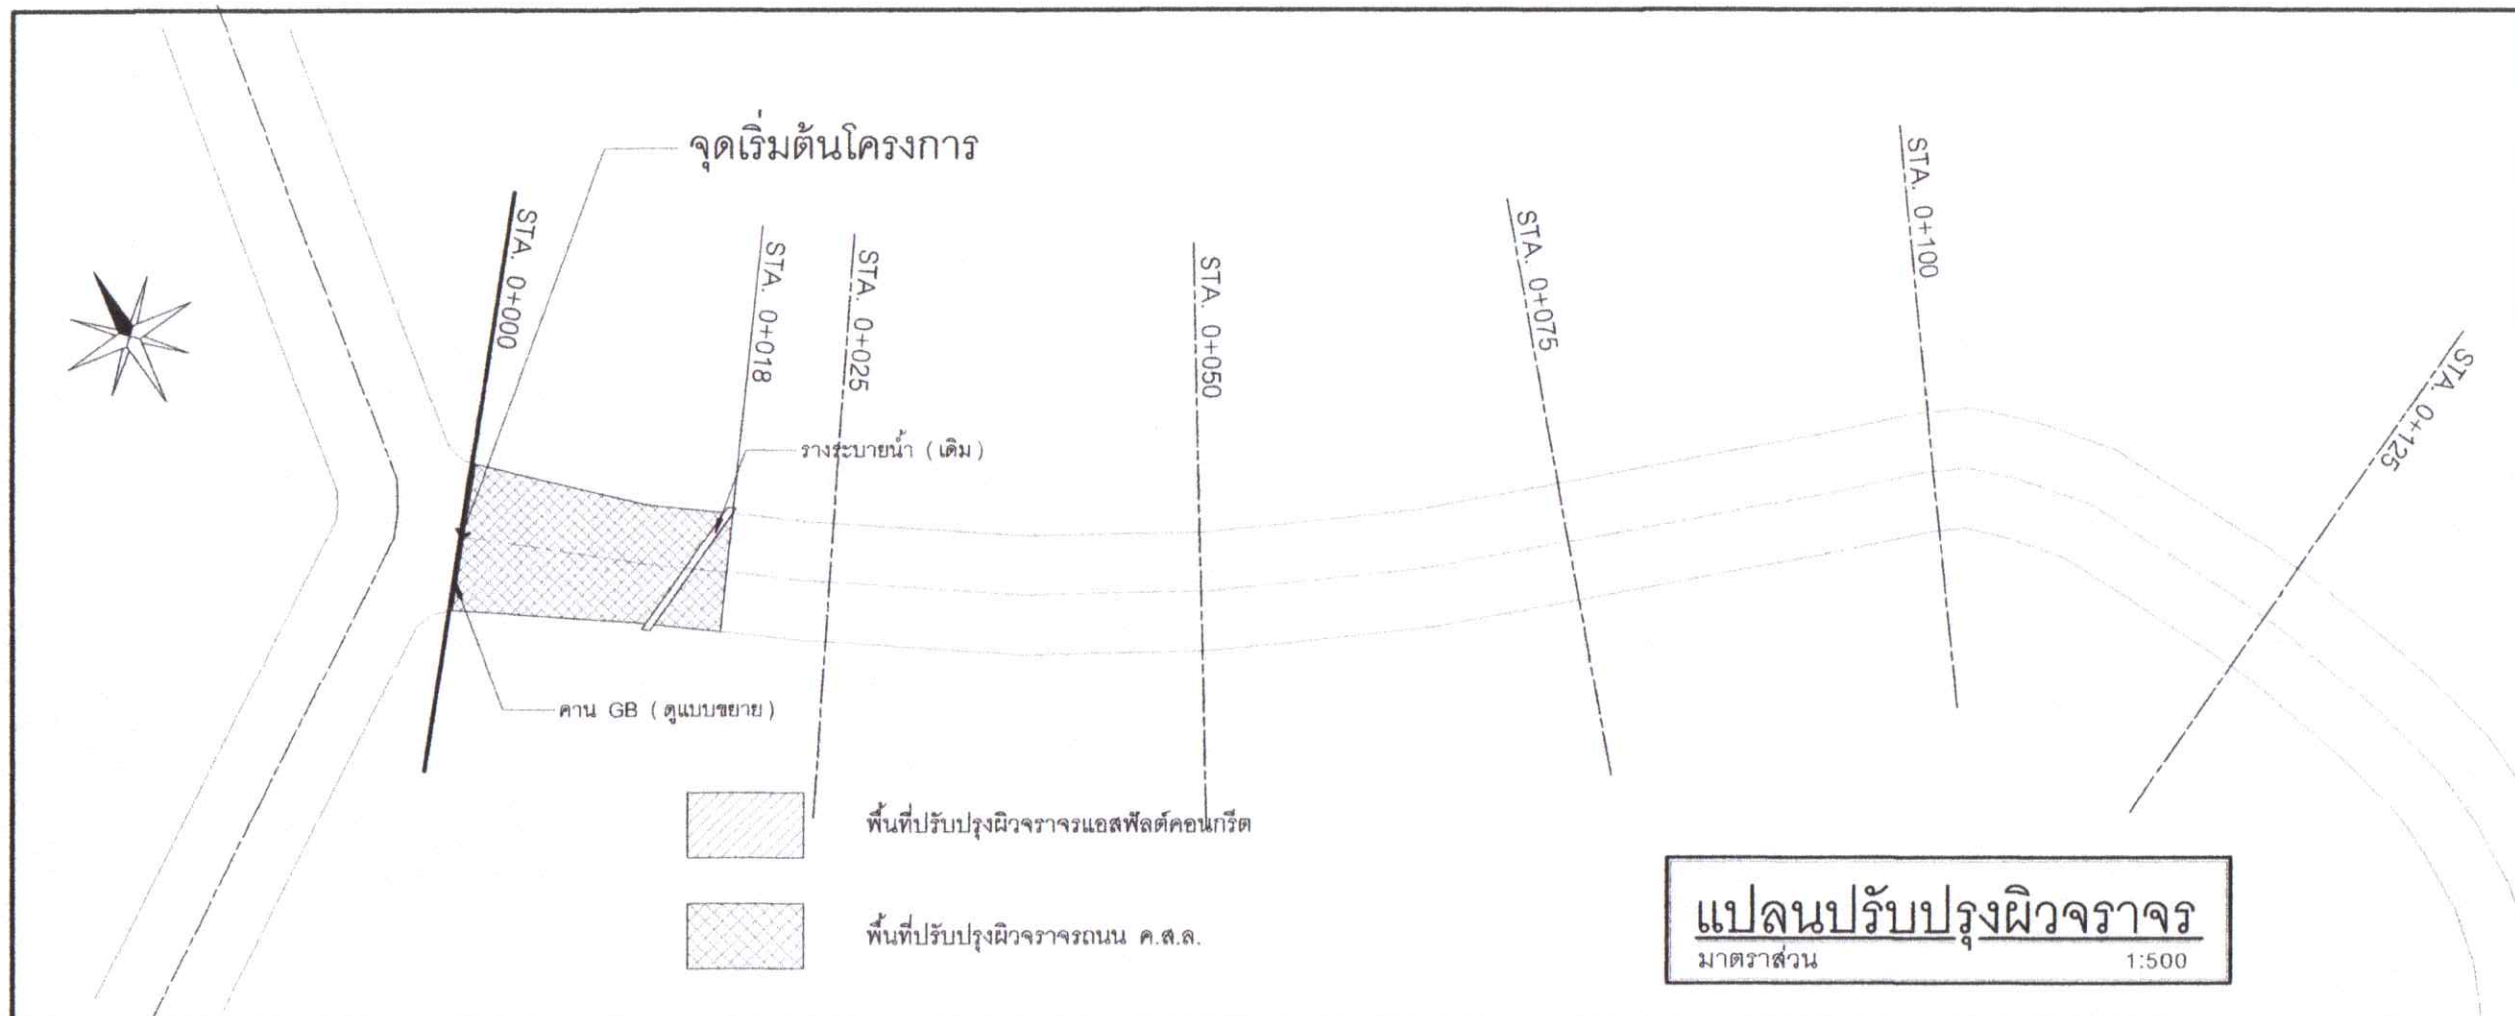 จุดเริ่มต้นโครงการ
STA. 0+000
STA. 0+018
STA. 0+025
STA. 0+050
STA. 0+075
STA. 0+100
STA. 0+125
รางระบายน้ำ (เดิม)
คาน GB (ดูแบบขยาย)
พื้นที่ปรับปรุงผิวจราจรแอสฟัลต์คอนกรีต
พื้นที่ปรับปรุงผิวจราจรถนน ค.ส.ล.
แปลนปรับปรุงผิวจราจร
มาตราส่วน 1:500